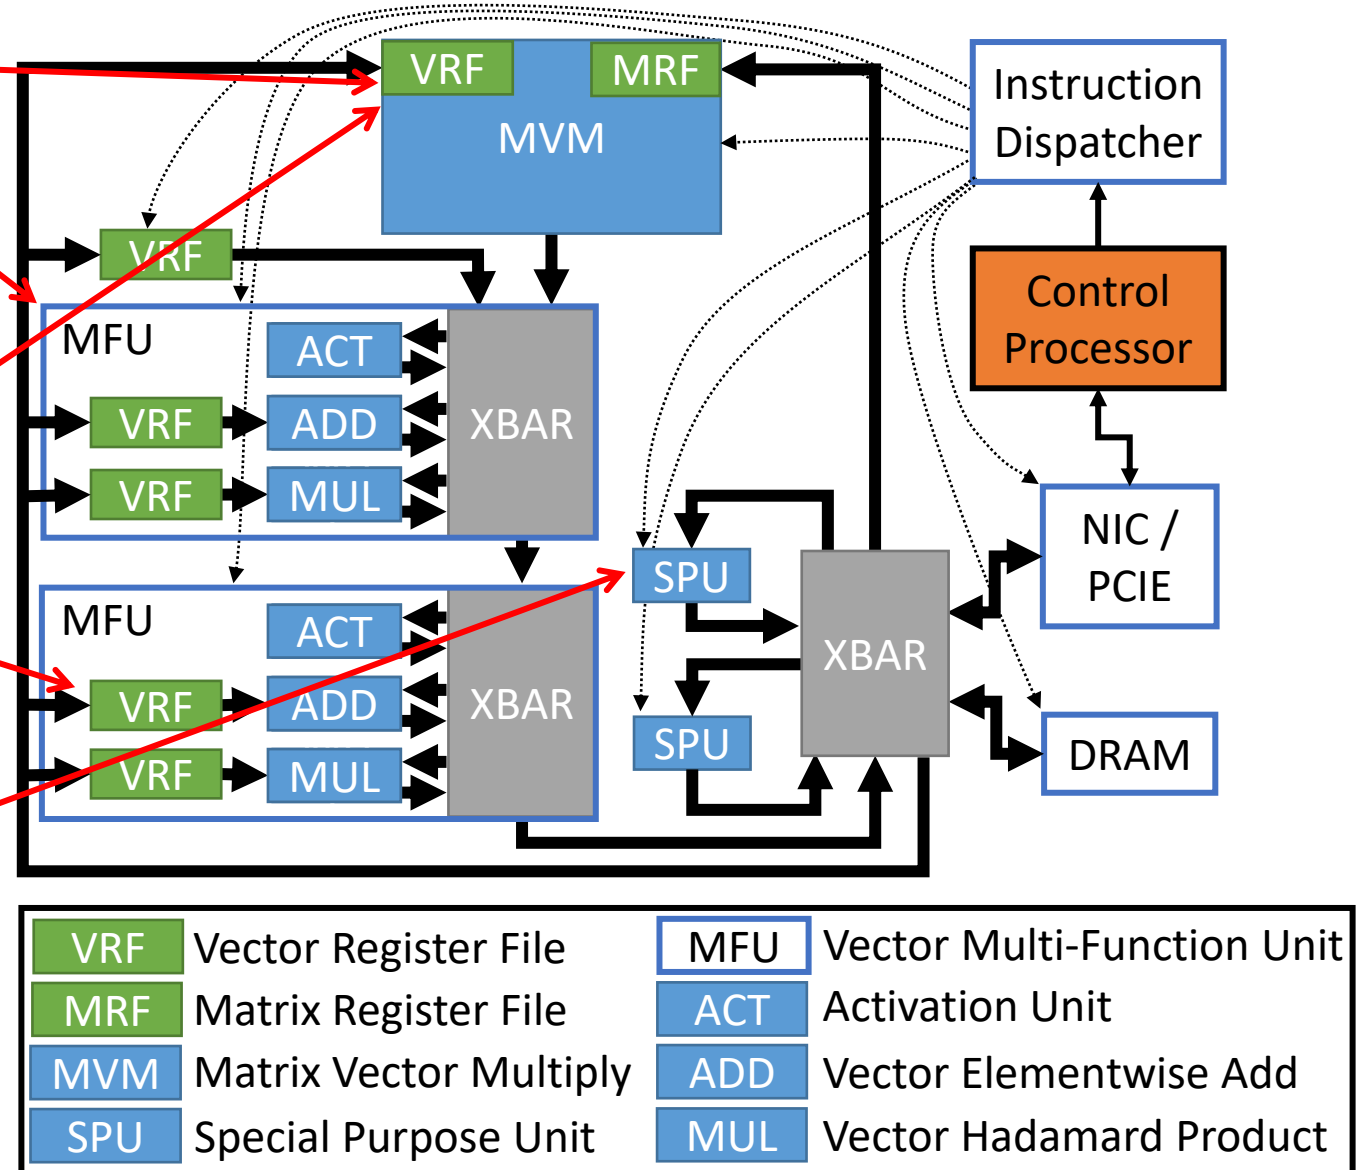 VRF
MRF
MVM
Instruction
Dispatcher
VRF
Control
Processor
MFU
ACT
VRF
ADD
XBAR
VRF
MUL
NIC /
PCIE
SPU
MFU
ACT
XBAR
VRF
ADD
XBAR
SPU
DRAM
VRF
MUL
VRF Vector Register File
MFU Vector Multi-Function Unit
MRF Matrix Register File
ACT Activation Unit
MVM Matrix Vector Multiply
ADD Vector Elementwise Add
SPU Special Purpose Unit
MUL Vector Hadamard Product